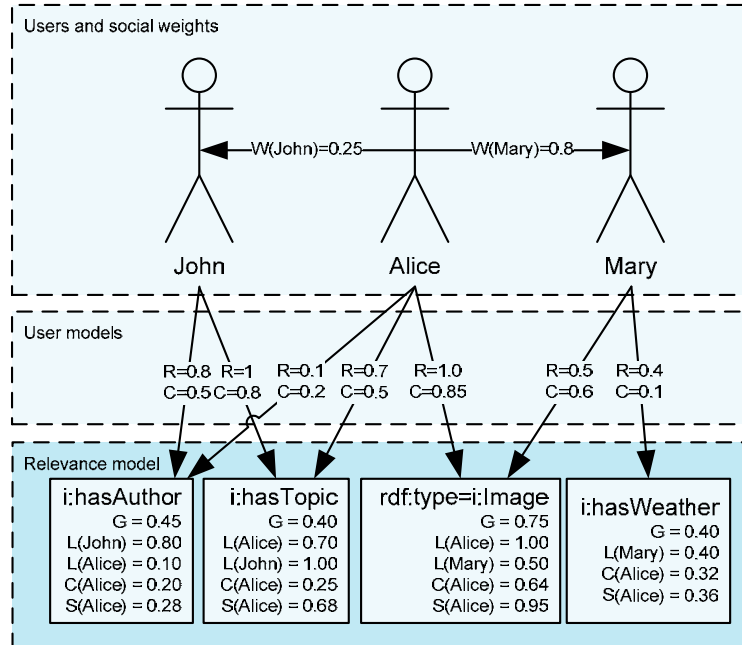 Users and social weights
W(John)=0.25
W(Mary)=0.8
John
Alice
Mary
User models
R=0.8
C=0.5
R=1
C=0.8
R=0.1
C=0.2
R=0.7
C=0.5
R=1.0
C=0.85
R=0.5
C=0.6
R=0.4
C=0.1
Relevance model
i:hasAuthor
G = 0.45
L(John) = 0.80
L(Alice) = 0.10
C(Alice) = 0.20
S(Alice) = 0.28
i:hasTopic
G = 0.40
L(Alice) = 0.70
L(John) = 1.00
C(Alice) = 0.25
S(Alice) = 0.68
rdf:type=i:Image
G = 0.75
L(Alice) = 1.00
L(Mary) = 0.50
C(Alice) = 0.64
S(Alice) = 0.95
i:hasWeather
G = 0.40
L(Mary) = 0.40
C(Alice) = 0.32
S(Alice) = 0.36